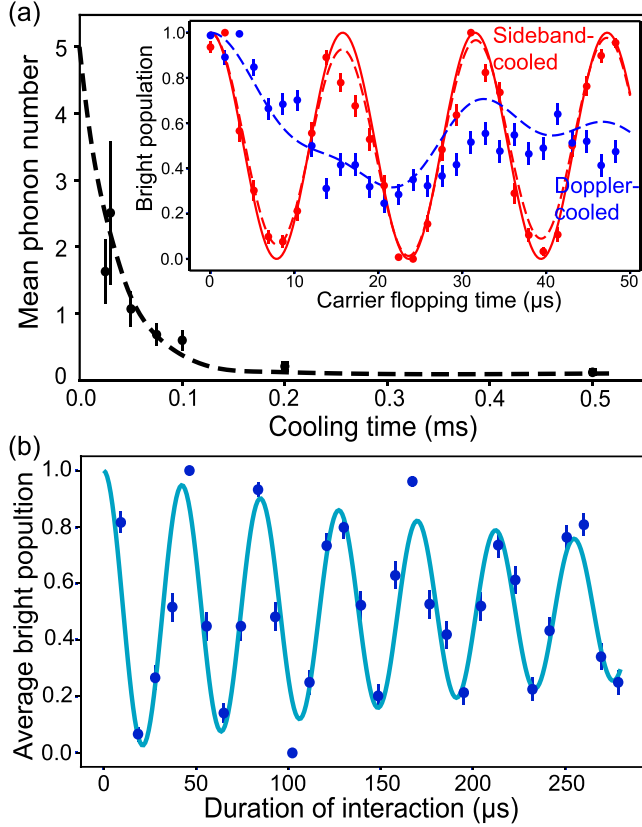 (a)
5
4
3
2
1
0
Mean phonon number
0.0 0.1 0.2 0.3 0.4 0.5
Cooling time (ms)
1.0
0.8
0.6
0.4
0.2
0.0
Bright population
0 10 20 30 40 50
Carrier flopping time (μs)
Sideband-
cooled
Doppler-
cooled
(b)
1.0
0.8
0.6
0.4
0.2
0.0
Average bright popultion
0 50 100 150 200 250
Duration of interaction (μs)